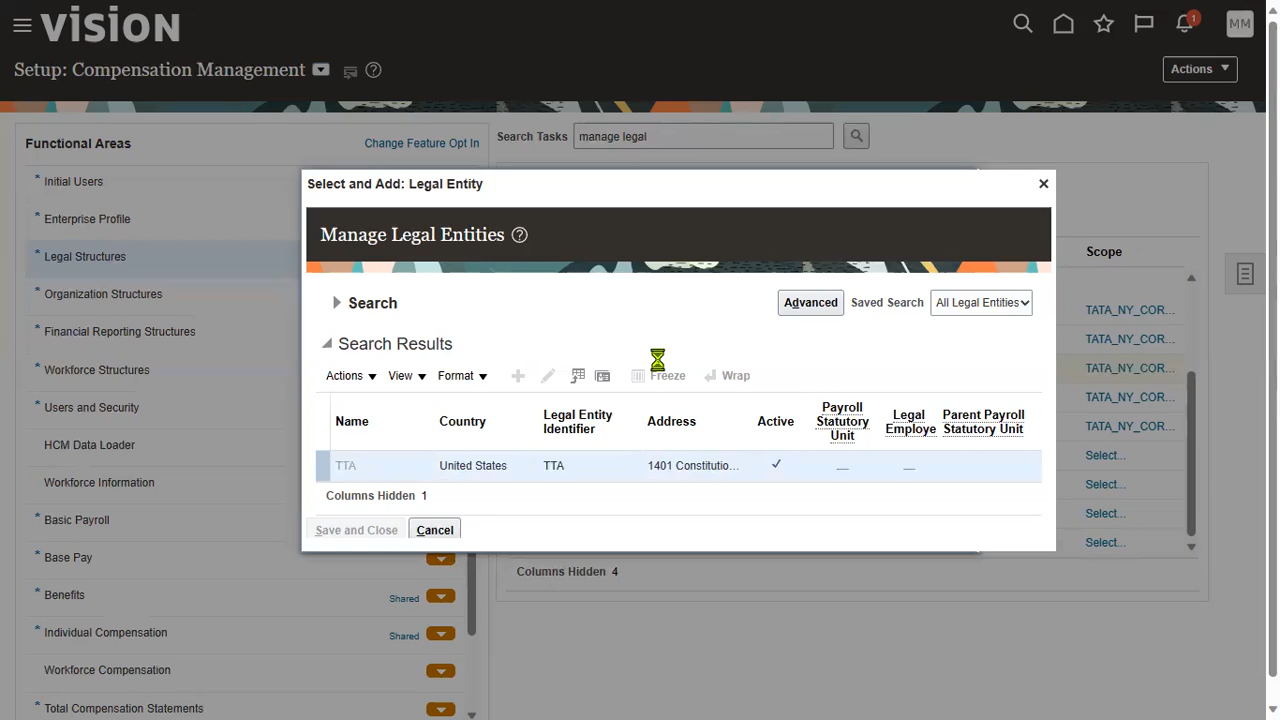 VISION
1
MM
Setup: Compensation Management
Actions
Functional Areas
Change Feature Opt In
Search Tasks
manage legal
* Initial Users
* Enterprise Profile
* Legal Structures
* Organization Structures
* Financial Reporting Structures
* Workforce Structures
* Users and Security
HCM Data Loader
Workforce Information
* Basic Payroll
* Base Pay
* Benefits
Shared
* Individual Compensation
Shared
Workforce Compensation
* Total Compensation Statements
Select and Add: Legal Entity
Manage Legal Entities
Search
Advanced
Saved Search
All Legal Entities
Search Results
Actions
View
Format
Freeze
Wrap
Name
Country
Legal Entity Identifier
Address
Active
Payroll Statutory Unit
Legal Employe
Parent Payroll Statutory Unit
TTA
United States
TTA
1401 Constitutio...
Columns Hidden 1
Save and Close
Cancel
Scope
TATA_NY_COR...
TATA_NY_COR...
TATA_NY_COR...
TATA_NY_COR...
TATA_NY_COR...
Select...
Select...
Select...
Select...
Columns Hidden 4